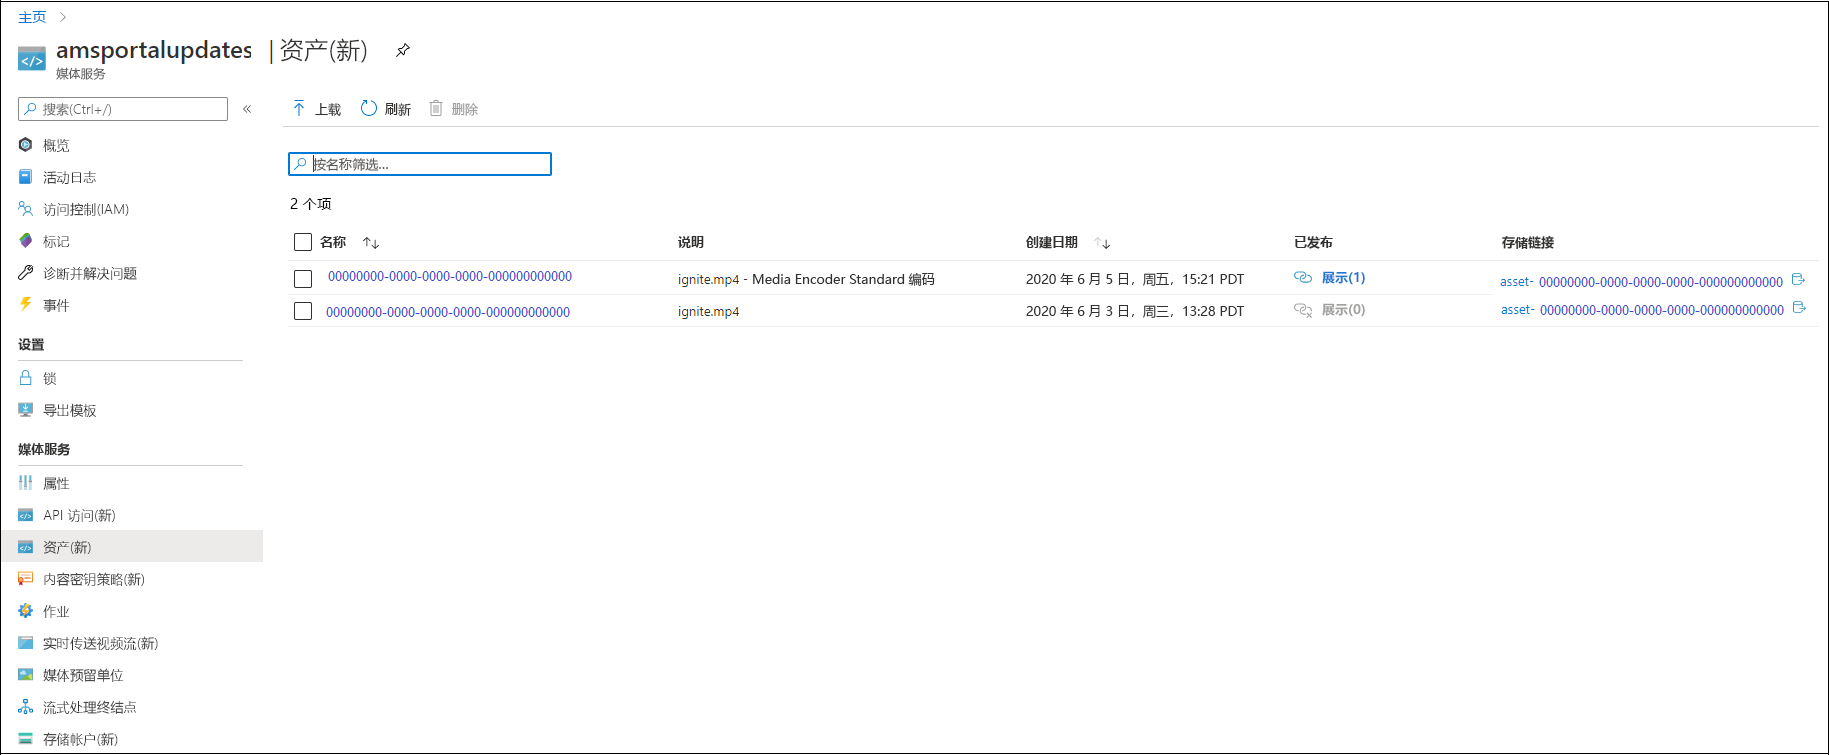 主页
amsportalupdates | 资产(新)
媒体服务
搜索(Ctrl+/)
«
概览
活动日志
访问控制(IAM)
标记
诊断并解决问题
事件
设置
锁
导出模板
媒体服务
属性
API 访问(新)
资产(新)
内容密钥策略(新)
作业
实时传送视频流(新)
媒体预留单位
流式处理终结点
存储帐户(新)
上载 刷新 删除
按名称筛选...
2 个项
名称 说明 创建日期 已发布 存储链接
00000000-0000-0000-0000-000000000000 ignite.mp4 - Media Encoder Standard 编码 2020 年 6 月 5 日，周五，15:21 PDT 展示(1) asset- 00000000-0000-0000-0000-000000000000
00000000-0000-0000-0000-000000000000 ignite.mp4 2020 年 6 月 3 日，周三，13:28 PDT 展示(0) asset- 00000000-0000-0000-0000-000000000000